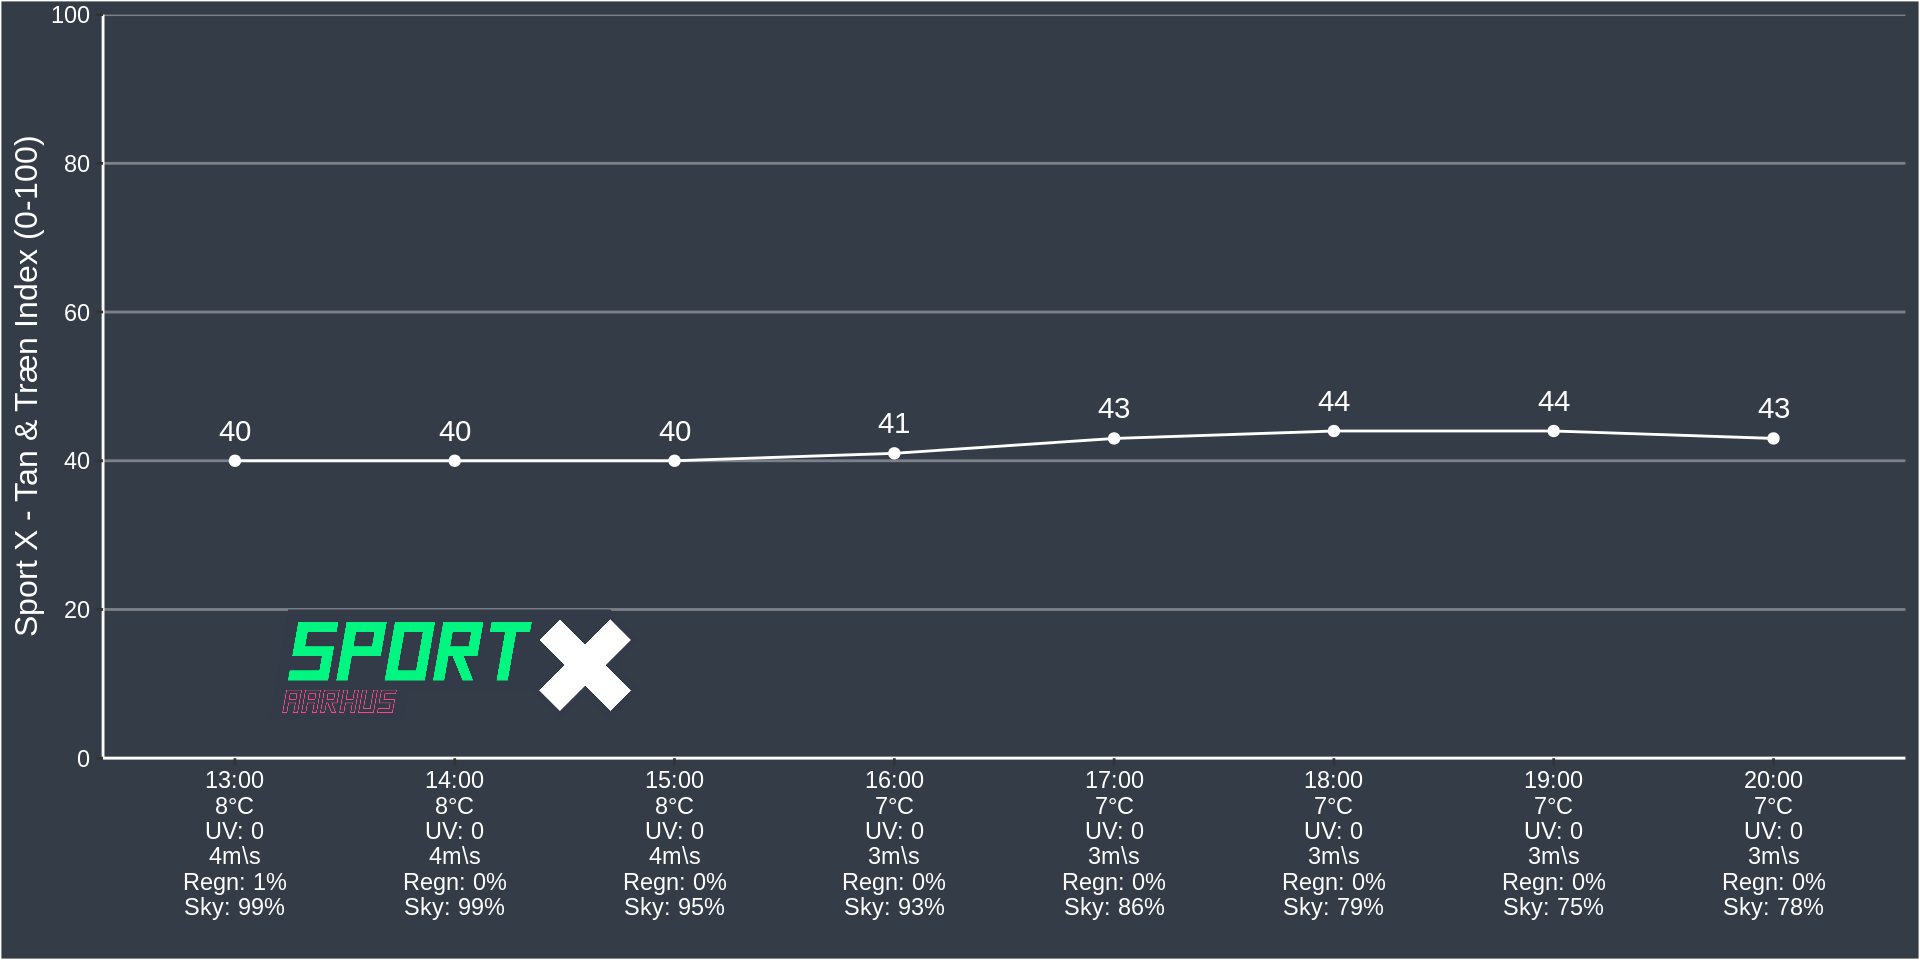 Sport X - Tan & Træn Index (0-100)
100
80
60
40
20
0
40 40 40 41 43 44 44 43
SPORT X
AARHUS
13:00 14:00 15:00 16:00 17:00 18:00 19:00 20:00
8°C 8°C 8°C 7°C 7°C 7°C 7°C 7°C
UV: 0 UV: 0 UV: 0 UV: 0 UV: 0 UV: 0 UV: 0 UV: 0
4m\s 4m\s 4m\s 3m\s 3m\s 3m\s 3m\s 3m\s
Regn: 1% Regn: 0% Regn: 0% Regn: 0% Regn: 0% Regn: 0% Regn: 0% Regn: 0%
Sky: 99% Sky: 99% Sky: 95% Sky: 93% Sky: 86% Sky: 79% Sky: 75% Sky: 78%